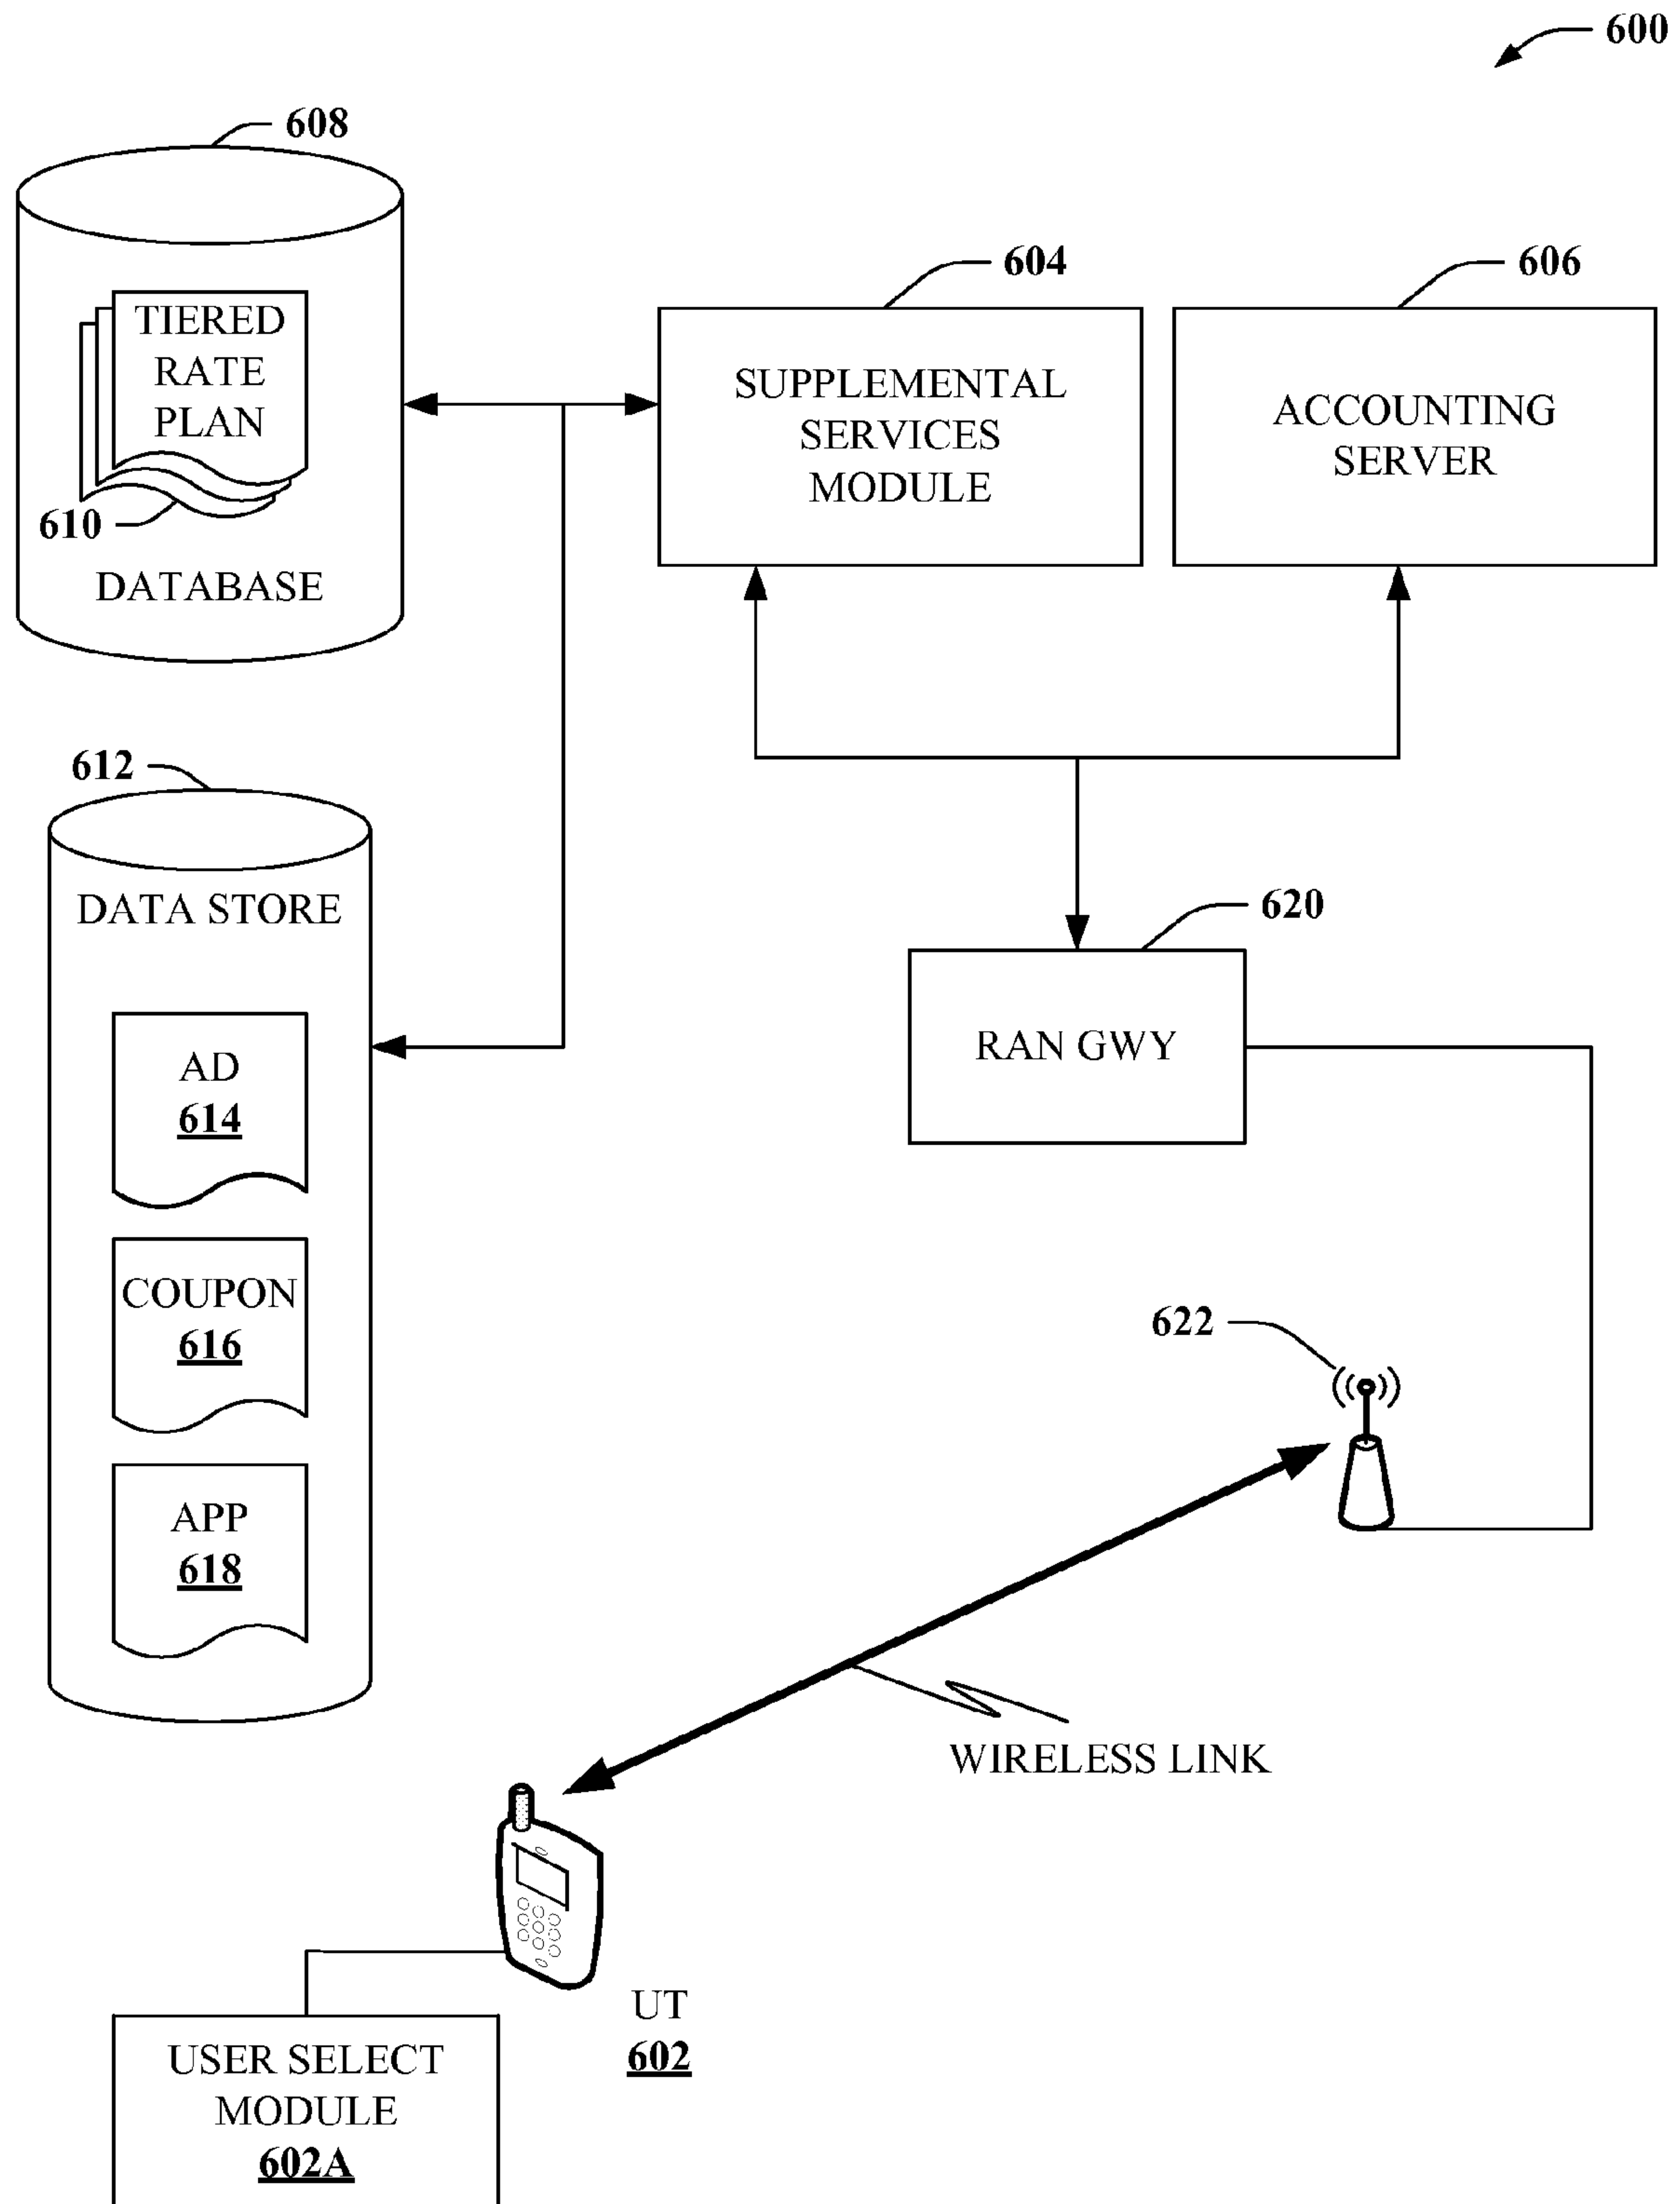 600
608
TIERED
RATE
PLAN
610
DATABASE
604
SUPPLEMENTAL
SERVICES
MODULE
606
ACCOUNTING
SERVER
612
DATA STORE
AD
614
COUPON
616
APP
618
620
RAN GWY
622
WIRELESS LINK
UT
602
USER SELECT
MODULE
602A